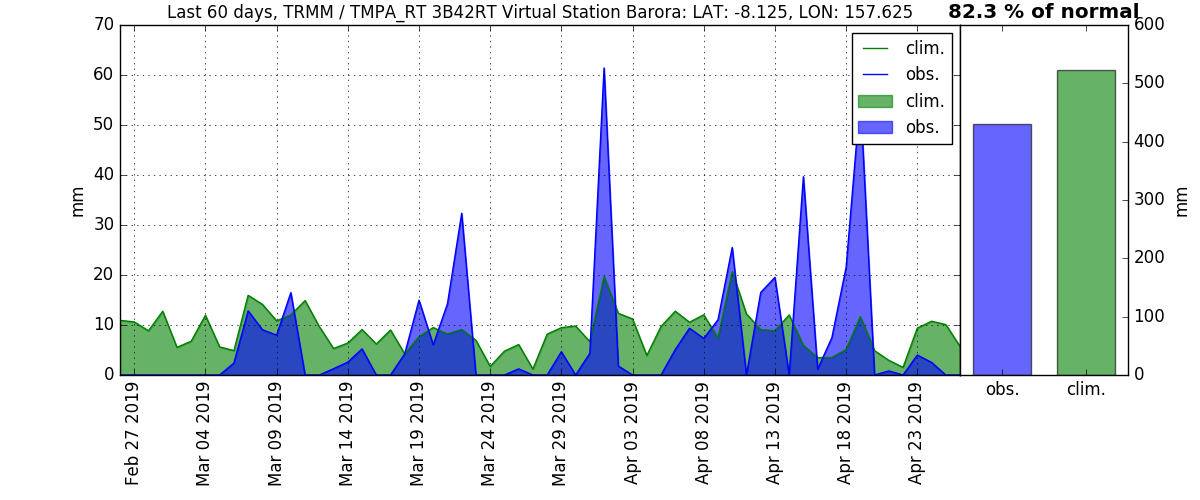 Last 60 days, TRMM / TMPA_RT 3B42RT Virtual Station Barora: LAT: -8.125, LON: 157.625
82.3 % of normal
70
60
50
40
30
20
10
0
mm
clim.
obs.
clim.
obs.
600
500
400
300
200
100
0
mm
obs.
clim.
Feb 27 2019
Mar 04 2019
Mar 09 2019
Mar 14 2019
Mar 19 2019
Mar 24 2019
Mar 29 2019
Apr 03 2019
Apr 08 2019
Apr 13 2019
Apr 18 2019
Apr 23 2019